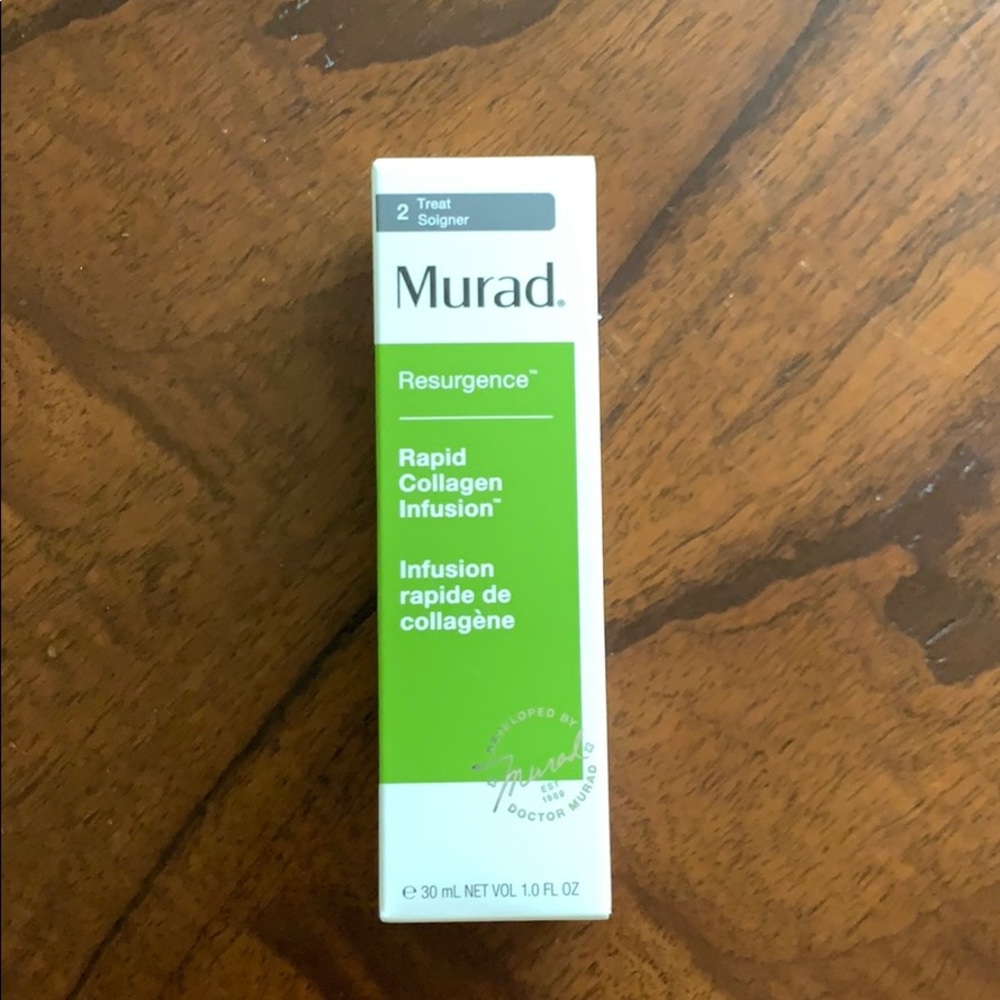 2 Treat
Soigner
Murad®
Resurgence™
Rapid
Collagen
Infusion™
Infusion
rapide de
collagène
DEVELOPED BY
Murad
EST
1989
DOCTOR MURAD
℮ 30 mL NET VOL 1.0 FL OZ